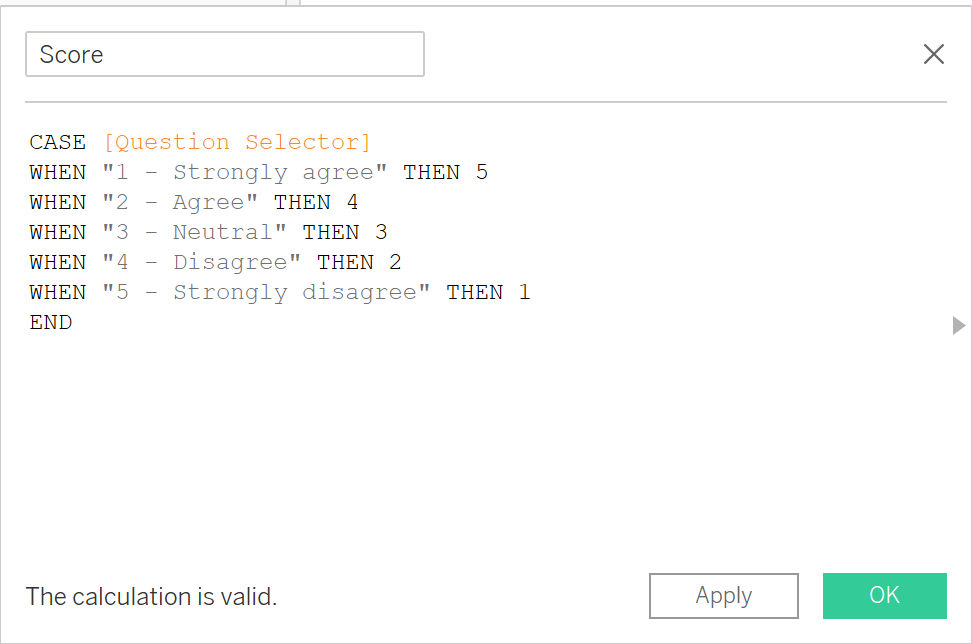 Score
CASE [Question Selector]
WHEN "1 - Strongly agree" THEN 5
WHEN "2 - Agree" THEN 4
WHEN "3 - Neutral" THEN 3
WHEN "4 - Disagree" THEN 2
WHEN "5 - Strongly disagree" THEN 1
END
The calculation is valid.
Apply
OK